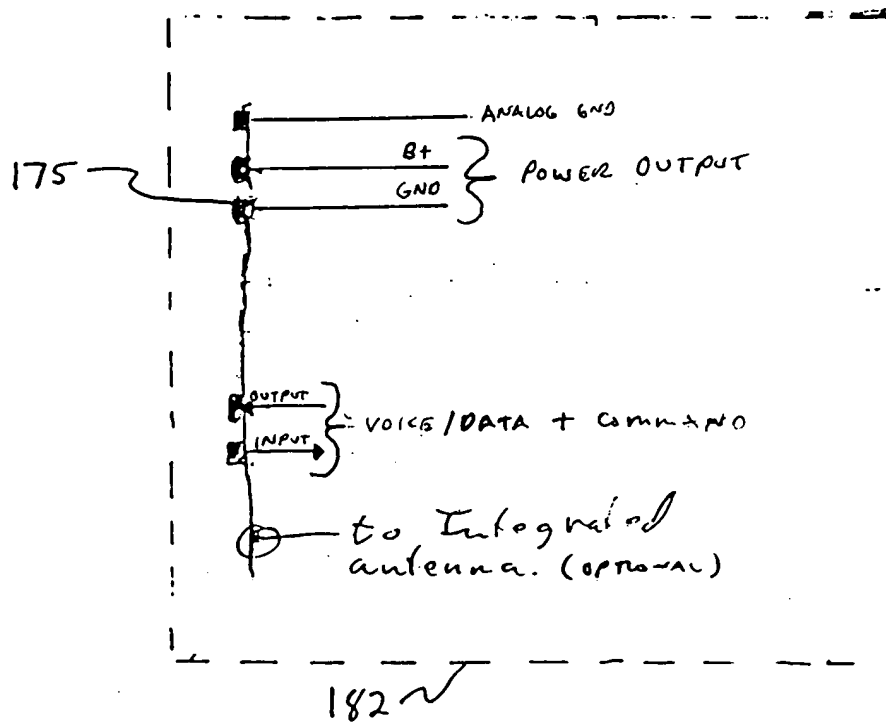 ANALOG GND
B+
175
POWER OUTPUT
GND
OUTPUT
VOICE/DATA + COMMAND
INPUT
to Integrated
antenna. (OPTIONAL)
182